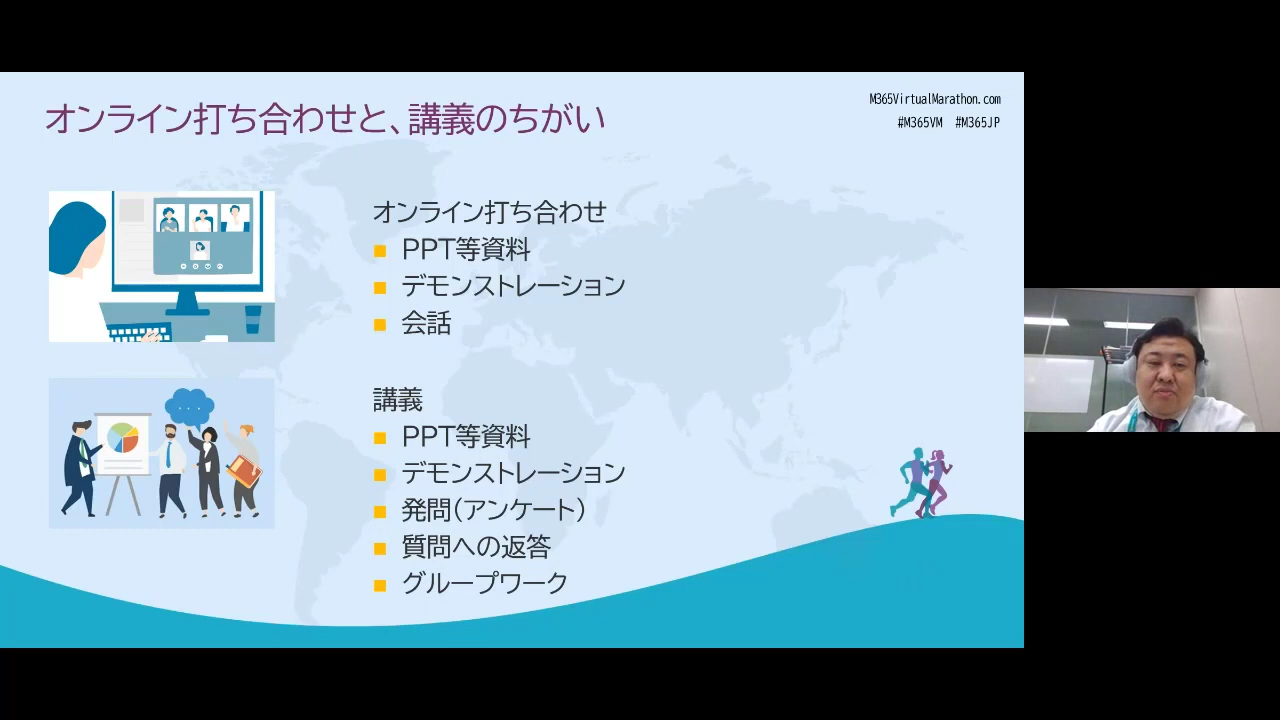 オンライン打ち合わせと、講義のちがい
M365VirtualMarathon.com
#M365VM #M365JP
オンライン打ち合わせ
PPT等資料
デモンストレーション
会話
講義
PPT等資料
デモンストレーション
発問（アンケート）
質問への返答
グループワーク